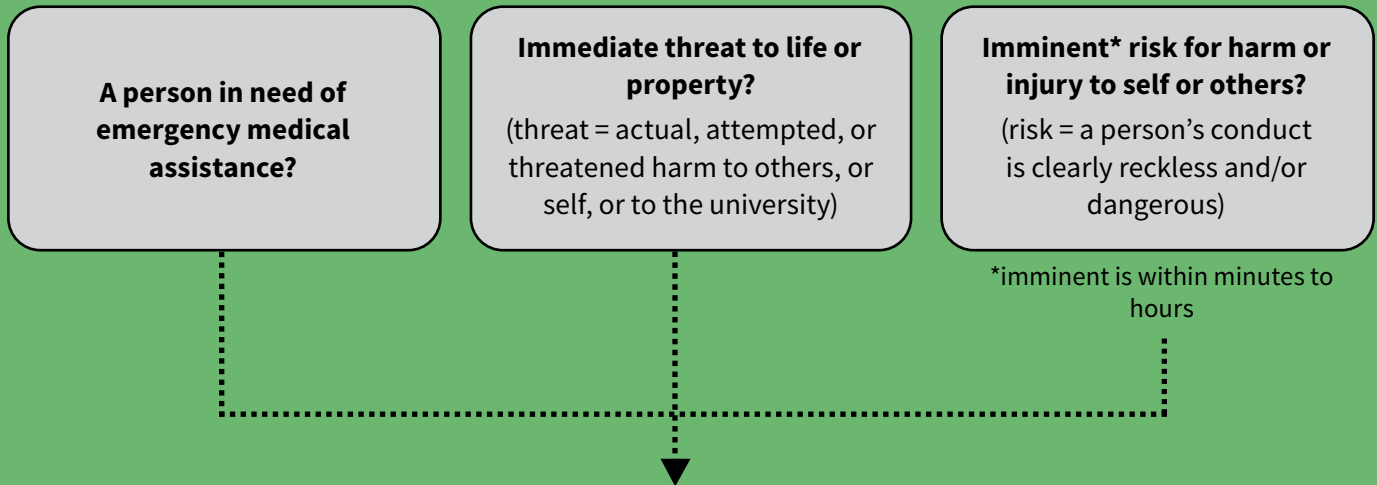 A person in need of
emergency medical
assistance?
Immediate threat to life or
property?
(threat = actual, attempted, or
threatened harm to others, or
self, or to the university)
Imminent* risk for harm or
injury to self or others?
(risk = a person’s conduct
is clearly reckless and/or
dangerous)
*imminent is within minutes to
hours